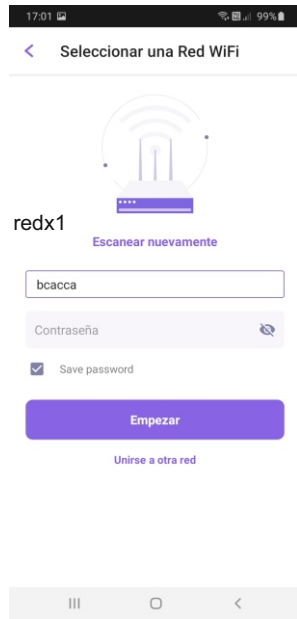 17:01 99%
Seleccionar una Red WiFi
redx1
Escanear nuevamente
bcacca
Contraseña
Save password
Empezar
Unirse a otra red